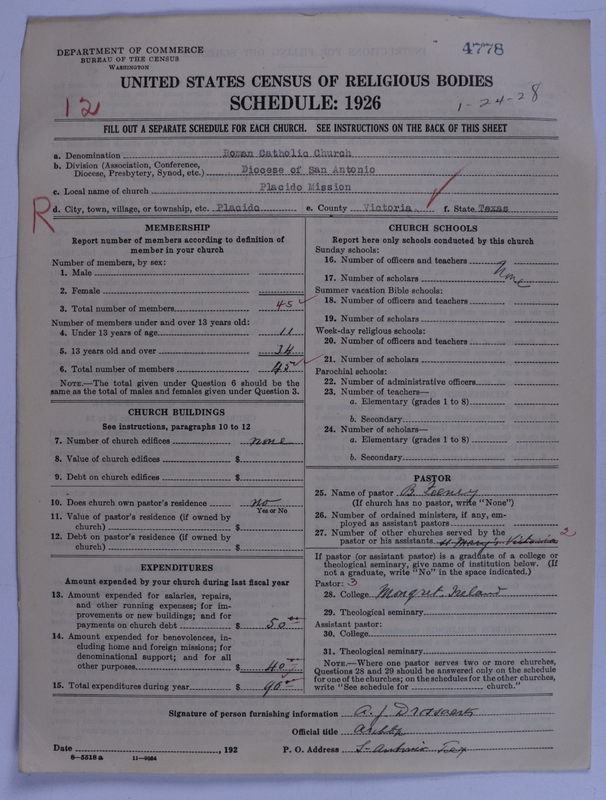 DEPARTMENT OF COMMERCE
BUREAU OF THE CENSUS
WASHINGTON
4778
UNITED STATES CENSUS OF RELIGIOUS BODIES
12
SCHEDULE: 1926
1-24-28
FILL OUT A SEPARATE SCHEDULE FOR EACH CHURCH. SEE INSTRUCTIONS ON THE BACK OF THIS SHEET
a. Denomination Roman Catholic Church
b. Division (Association, Conference, Diocese, Presbytery, Synod, etc.) Diocese of San Antonio
c. Local name of church Placido Mission
R
d. City, town, village, or township, etc. Placido e. County Victoria f. State Texas
MEMBERSHIP
Report number of members according to definition of
member in your church
Number of members, by sex:
1. Male
2. Female
3. Total number of members 45
Number of members under and over 13 years old:
4. Under 13 years of age 11
5. 13 years old and over 34
6. Total number of members 45
NOTE.—The total given under Question 6 should be the
same as the total of males and females given under Question 3.
CHURCH BUILDINGS
See instructions, paragraphs 10 to 12
7. Number of church edifices none
8. Value of church edifices $
9. Debt on church edifices $
10. Does church own pastor's residence no
Yes or No
11. Value of pastor's residence (if owned by
church) $
12. Debt on pastor's residence (if owned by
church) $
EXPENDITURES
Amount expended by your church during last fiscal year
13. Amount expended for salaries, repairs,
and other running expenses; for im-
provements or new buildings; and for
payments on church debt $ 50
14. Amount expended for benevolences, in-
cluding home and foreign missions; for
denominational support; and for all
other purposes $ 40
15. Total expenditures during year $ 90
CHURCH SCHOOLS
Report here only schools conducted by this church
Sunday schools:
16. Number of officers and teachers
17. Number of scholars
None
Summer vacation Bible schools:
18. Number of officers and teachers
19. Number of scholars
Week-day religious schools:
20. Number of officers and teachers
21. Number of scholars
Parochial schools:
22. Number of administrative officers
23. Number of teachers—
a. Elementary (grades 1 to 8)
b. Secondary
24. Number of scholars—
a. Elementary (grades 1 to 8)
b. Secondary
PASTOR
25. Name of pastor B.
(If church has no pastor, write "None")
26. Number of ordained ministers, if any, em-
ployed as assistant pastors
27. Number of other churches served by the
pastor or his assistants St Mary's Victoria 2
If pastor (or assistant pastor) is a graduate of a college or
theological seminary, give name of institution below. (If
not a graduate, write "No" in the space indicated.)
Pastor: 3
28. College Mongret Ireland
29. Theological seminary
Assistant pastor:
30. College
31. Theological seminary
NOTE.—Where one pastor serves two or more churches,
Questions 28 and 29 should be answered only on the schedule
for one of the churches; on the schedules for the other churches,
write "See schedule for church."
Signature of person furnishing information A. J. Drossaerts
Official title Archbp
Date , 192 P. O. Address S. Antonio Tex
8-5518a 11-9054